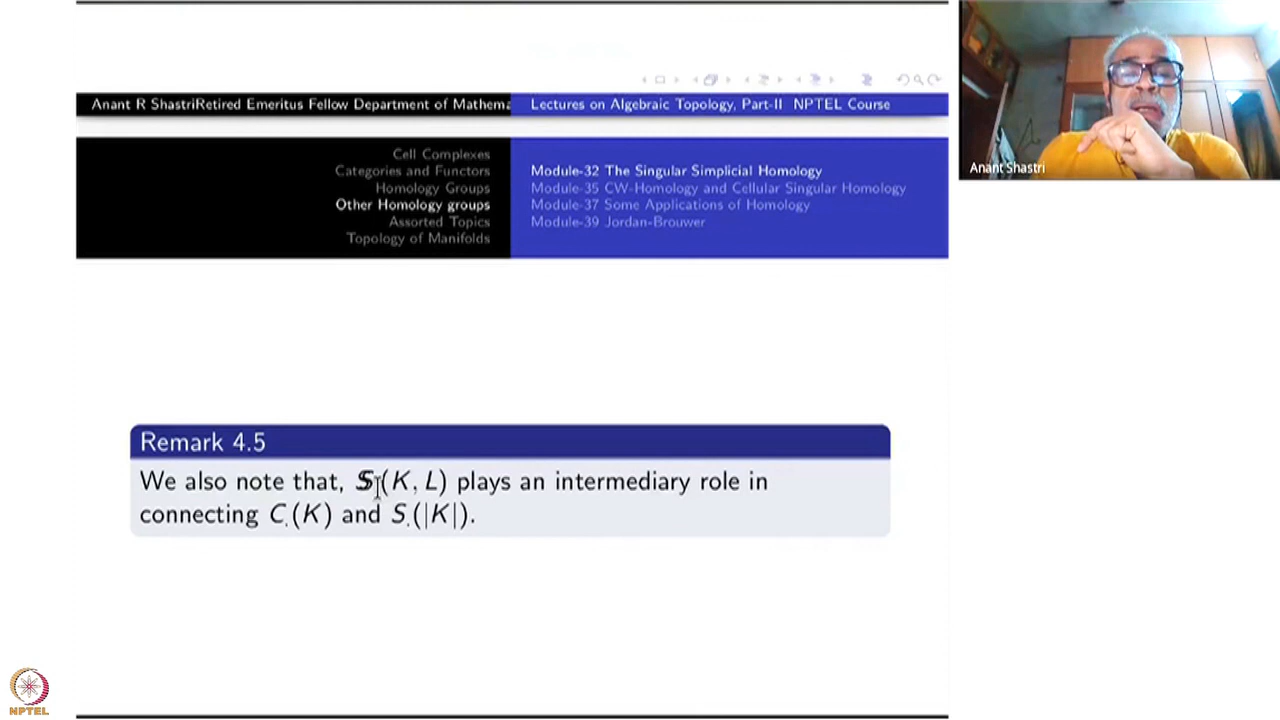 Anant R ShastriRetired Emeritus Fellow Department of Mathema
Lectures on Algebraic Topology, Part-II NPTEL Course
Cell Complexes
Categories and Functors
Homology Groups
Other Homology groups
Assorted Topics
Topology of Manifolds
Module-32 The Singular Simplicial Homology
Module-35 CW-Homology and Cellular Singular Homology
Module-37 Some Applications of Homology
Module-39 Jordan-Brouwer
Anant Shastri
Remark 4.5
We also note that, 𝕊.(K, L) plays an intermediary role in
connecting C.(K) and S.(|K|).
NPTEL